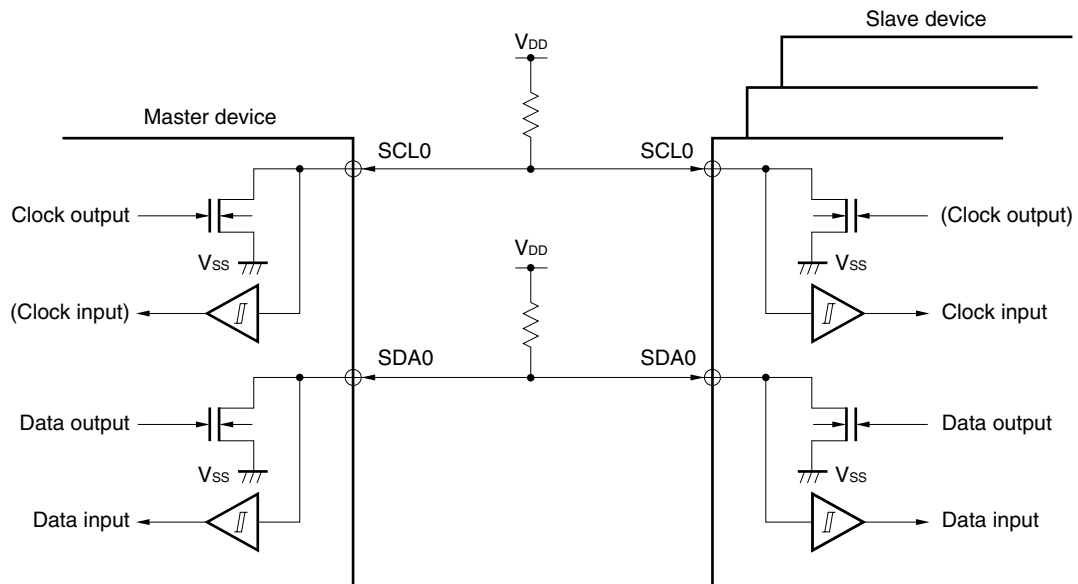 Slave device
VDD
Master device
SCL0
SCL0
Clock output
(Clock output)
VSS
VSS
VDD
(Clock input)
Clock input
SDA0
SDA0
Data output
Data output
VSS
VSS
Data input
Data input